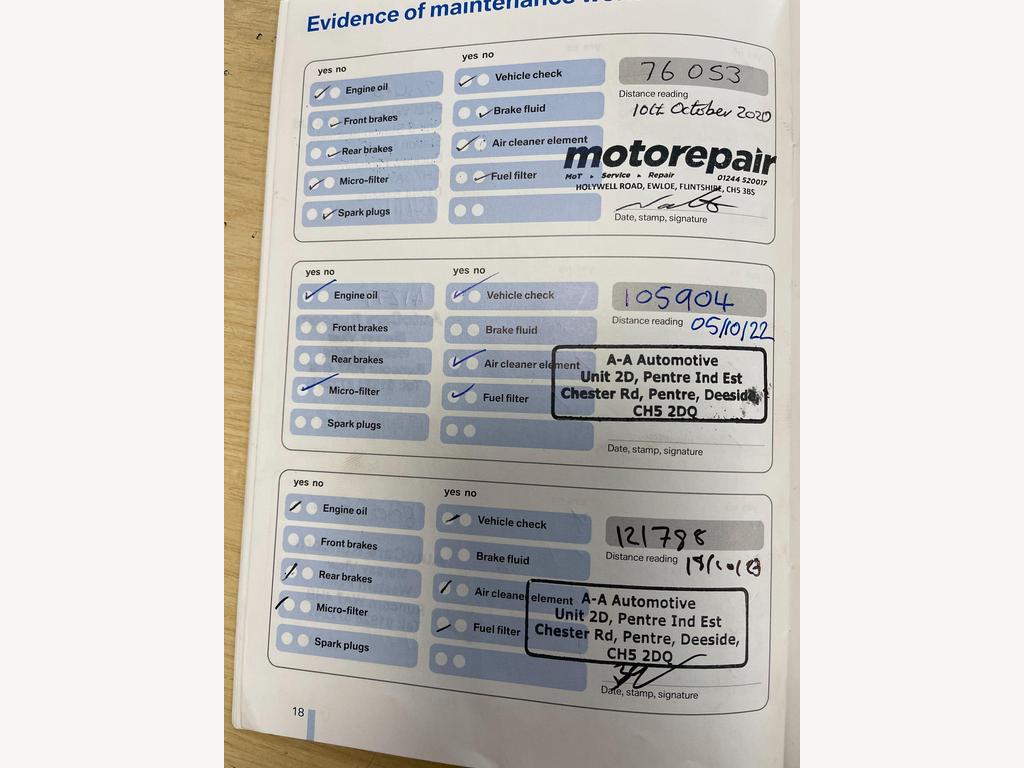 Evidence of maintenance
yes no
yes no
Engine oil
Vehicle check
76 053
Distance reading
Front brakes
Brake fluid
10th October 2020
Rear brakes
Air cleaner element
motorepair
MoT ▸ Service ▸ Repair
01244 520017
HOLYWELL ROAD, EWLOE, FLINTSHIRE, CH5 3BS
Micro-filter
Fuel filter
Spark plugs
Date, stamp, signature
yes no
yes no
Engine oil
Vehicle check
105904
Distance reading
05/10/22
Front brakes
Brake fluid
Rear brakes
Air cleaner element
A-A Automotive
Unit 2D, Pentre Ind Est
Chester Rd, Pentre, Deeside,
CH5 2DQ
Micro-filter
Fuel filter
Spark plugs
Date, stamp, signature
yes no
yes no
Engine oil
Vehicle check
121798
Distance reading
Front brakes
Brake fluid
Rear brakes
Air cleaner element
A-A Automotive
Unit 2D, Pentre Ind Est
Chester Rd, Pentre, Deeside,
CH5 2DQ
Micro-filter
Fuel filter
Spark plugs
Date, stamp, signature
18